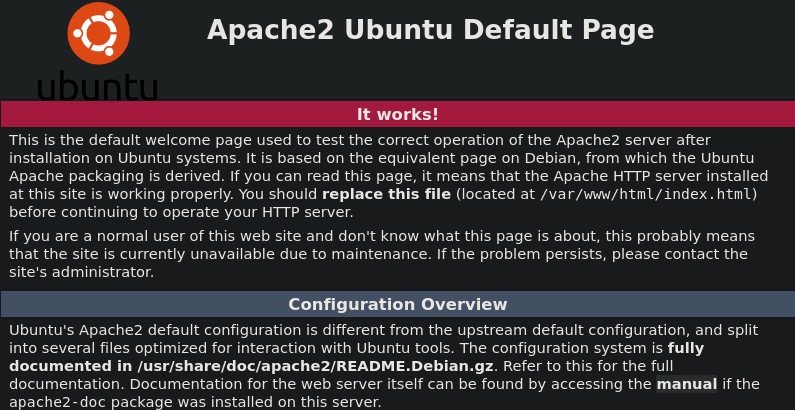 Apache2 Ubuntu Default Page
ubuntu
It works!
This is the default welcome page used to test the correct operation of the Apache2 server after
installation on Ubuntu systems. It is based on the equivalent page on Debian, from which the Ubuntu
Apache packaging is derived. If you can read this page, it means that the Apache HTTP server installed
at this site is working properly. You should replace this file (located at /var/www/html/index.html)
before continuing to operate your HTTP server.
If you are a normal user of this web site and don't know what this page is about, this probably means
that the site is currently unavailable due to maintenance. If the problem persists, please contact the
site's administrator.
Configuration Overview
Ubuntu's Apache2 default configuration is different from the upstream default configuration, and split
into several files optimized for interaction with Ubuntu tools. The configuration system is fully
documented in /usr/share/doc/apache2/README.Debian.gz. Refer to this for the full
documentation. Documentation for the web server itself can be found by accessing the manual if the
apache2-doc package was installed on this server.